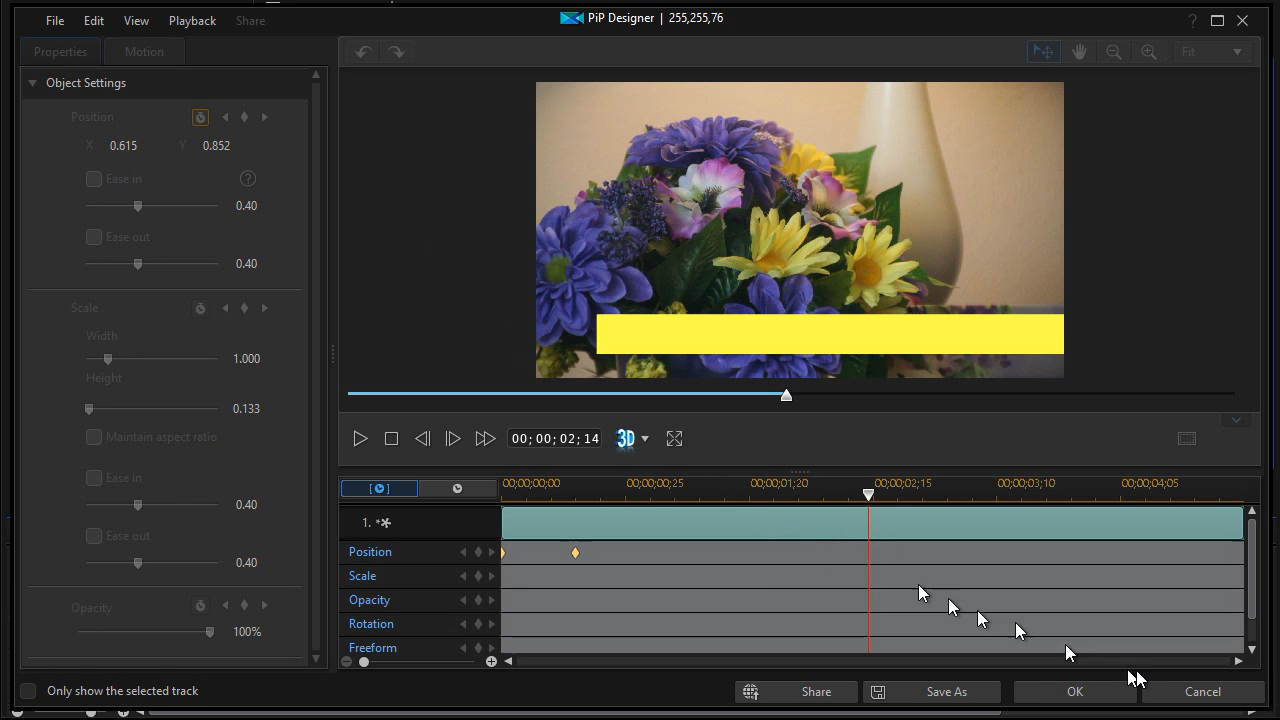 PiP Designer | 255,255,76
File Edit View Playback Share ?
Properties Motion Fit
Object Settings
Position
X 0.615 Y 0.852
Ease in ?
0.40
Ease out
0.40
Scale
Width
1.000
Height
0.133
Maintain aspect ratio
Ease in
0.40
Ease out
0.40
Opacity
100%
00; 00; 02; 14 3D
00;00;00;00 00;00;00;25 00;00;01;20 00;00;02;15 00;00;03;10 00;00;04;05
1. **
Position
Scale
Opacity
Rotation
Freeform
Only show the selected track Share Save As OK Cancel